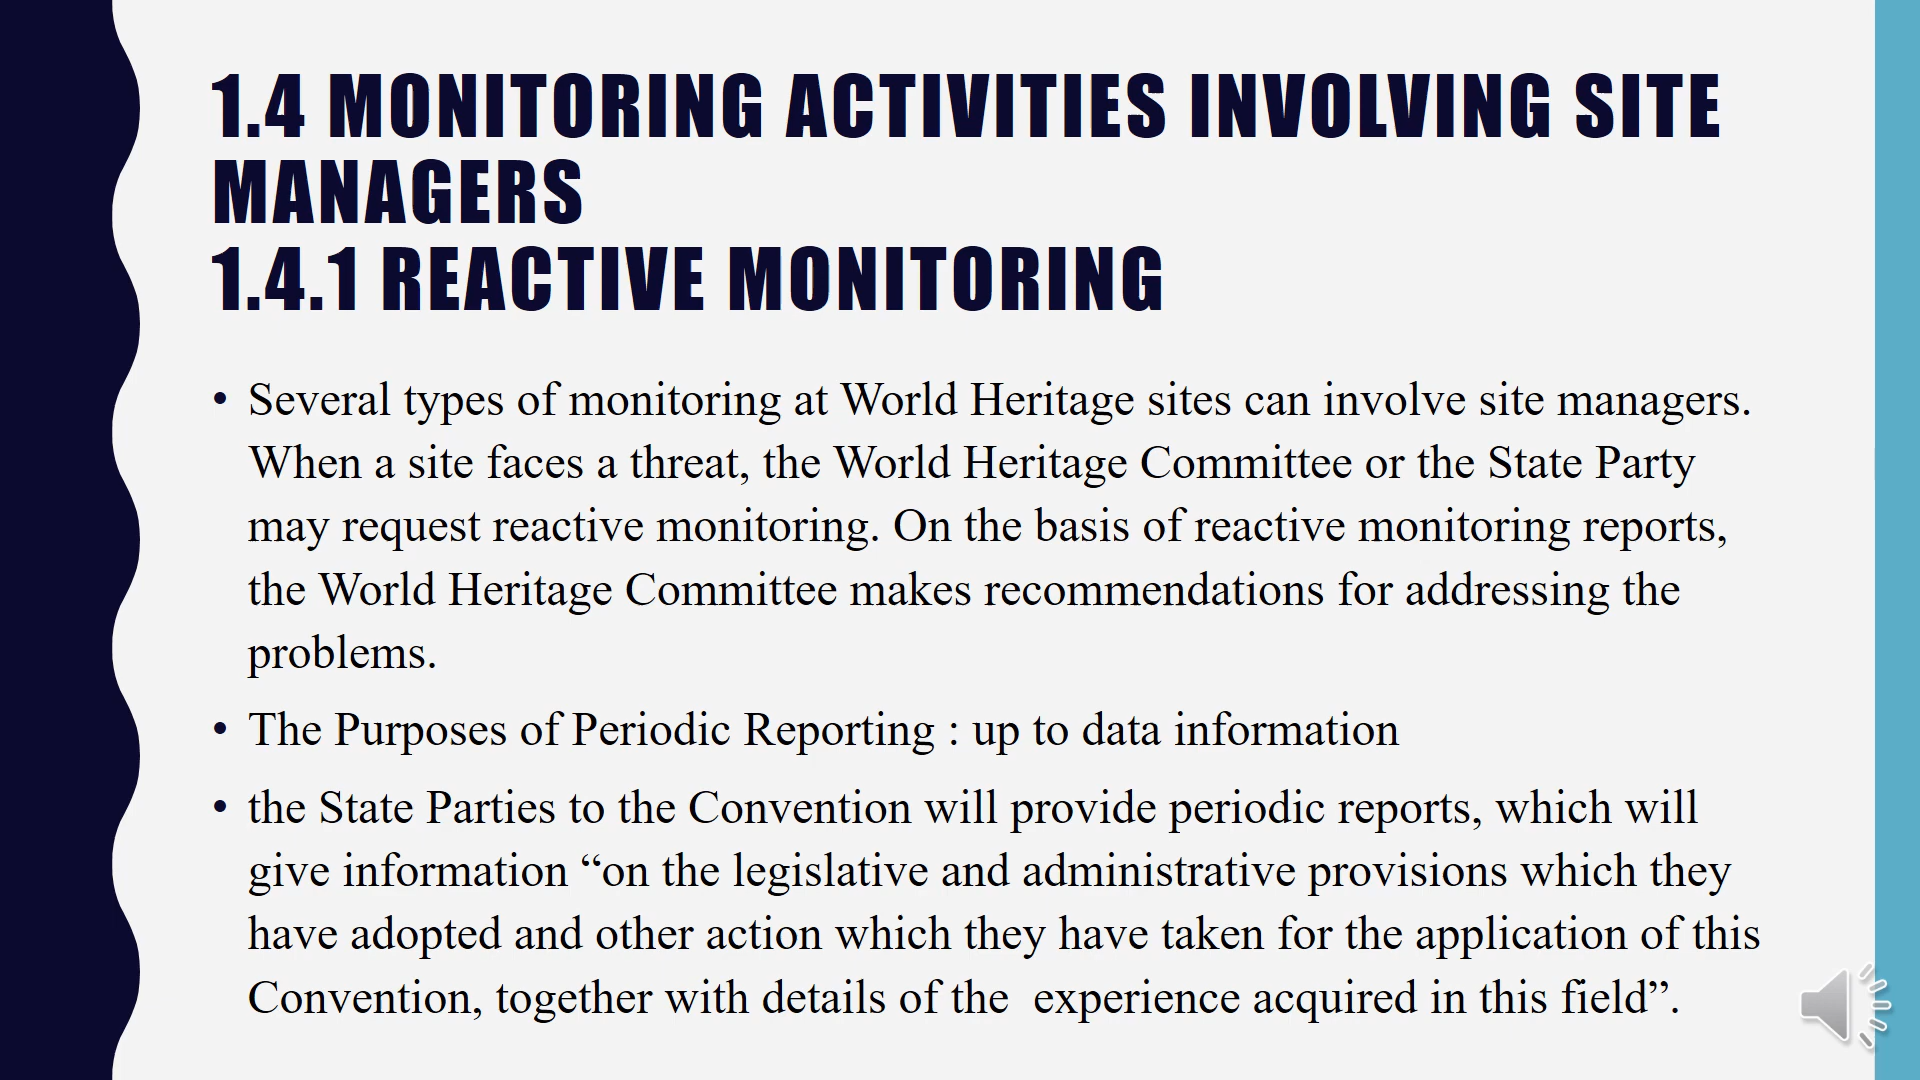 1.4 MONITORING ACTIVITIES INVOLVING SITE
MANAGERS
1.4.1 REACTIVE MONITORING
• Several types of monitoring at World Heritage sites can involve site managers.
When a site faces a threat, the World Heritage Committee or the State Party
may request reactive monitoring. On the basis of reactive monitoring reports,
the World Heritage Committee makes recommendations for addressing the
problems.
• The Purposes of Periodic Reporting : up to data information
• the State Parties to the Convention will provide periodic reports, which will
give information “on the legislative and administrative provisions which they
have adopted and other action which they have taken for the application of this
Convention, together with details of the  experience acquired in this field”.